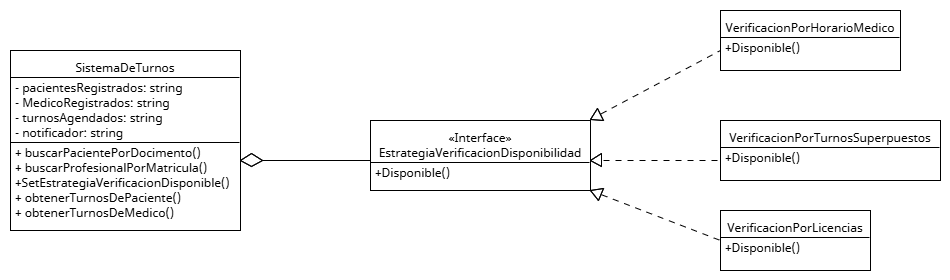 SistemaDeTurnos
- pacientesRegistrados: string
- MedicoRegistrados: string
- turnosAgendados: string
- notificador: string
+ buscarPacientePorDocimento()
+ buscarProfesionalPorMatricula()
+SetEstrategiaVerificacionDisponible()
+ obtenerTurnosDePaciente()
+ obtenerTurnosDeMedico()
«Interface»
EstrategiaVerificacionDisponibilidad
+Disponible()
VerificacionPorHorarioMedico
+Disponible()
VerificacionPorTurnosSuperpuestos
+Disponible()
VerificacionPorLicencias
+Disponible()